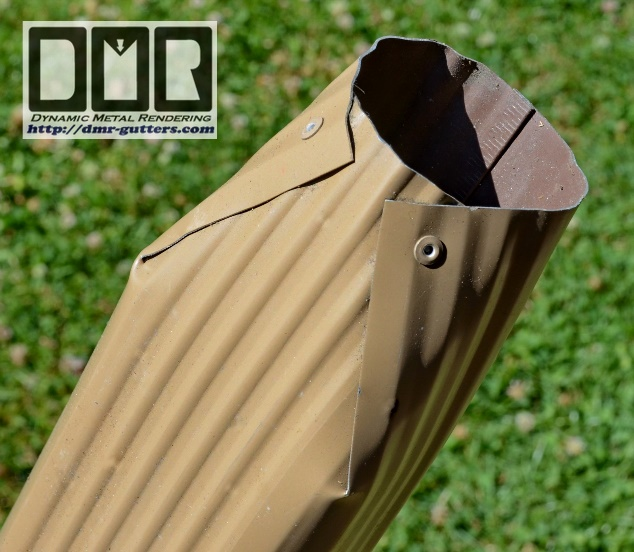 DMR
Dynamic Metal Rendering
http://dmr-gutters.com